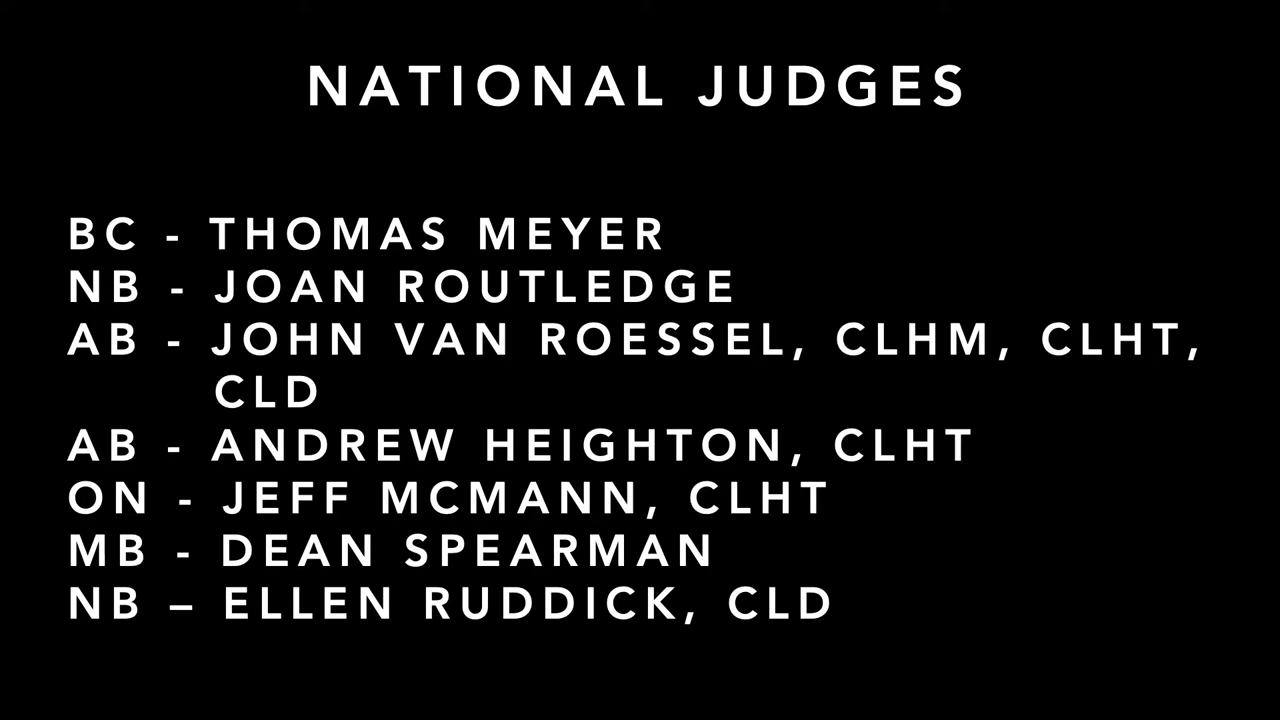 NATIONAL JUDGES
BC - THOMAS MEYER
NB - JOAN ROUTLEDGE
AB - JOHN VAN ROESSEL, CLHM, CLHT,
CLD
AB - ANDREW HEIGHTON, CLHT
ON - JEFF MCMANN, CLHT
MB - DEAN SPEARMAN
NB – ELLEN RUDDICK, CLD